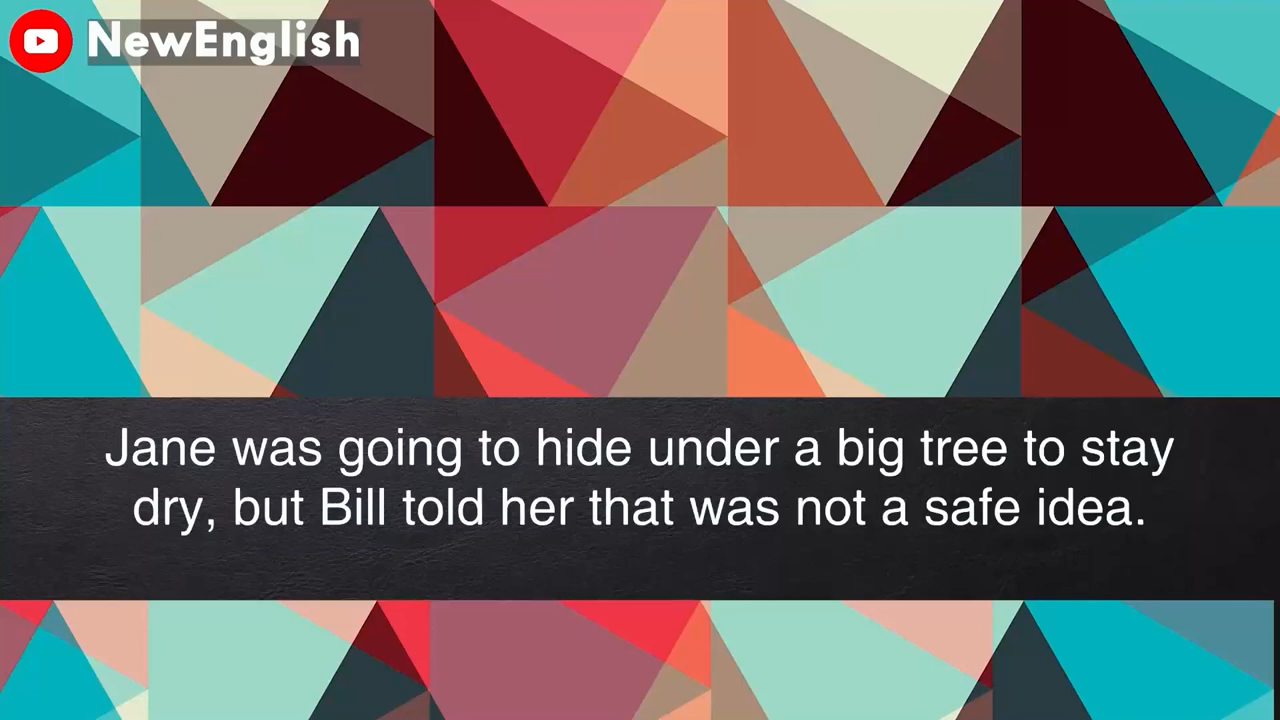 NewEnglish
Jane was going to hide under a big tree to stay
dry, but Bill told her that was not a safe idea.